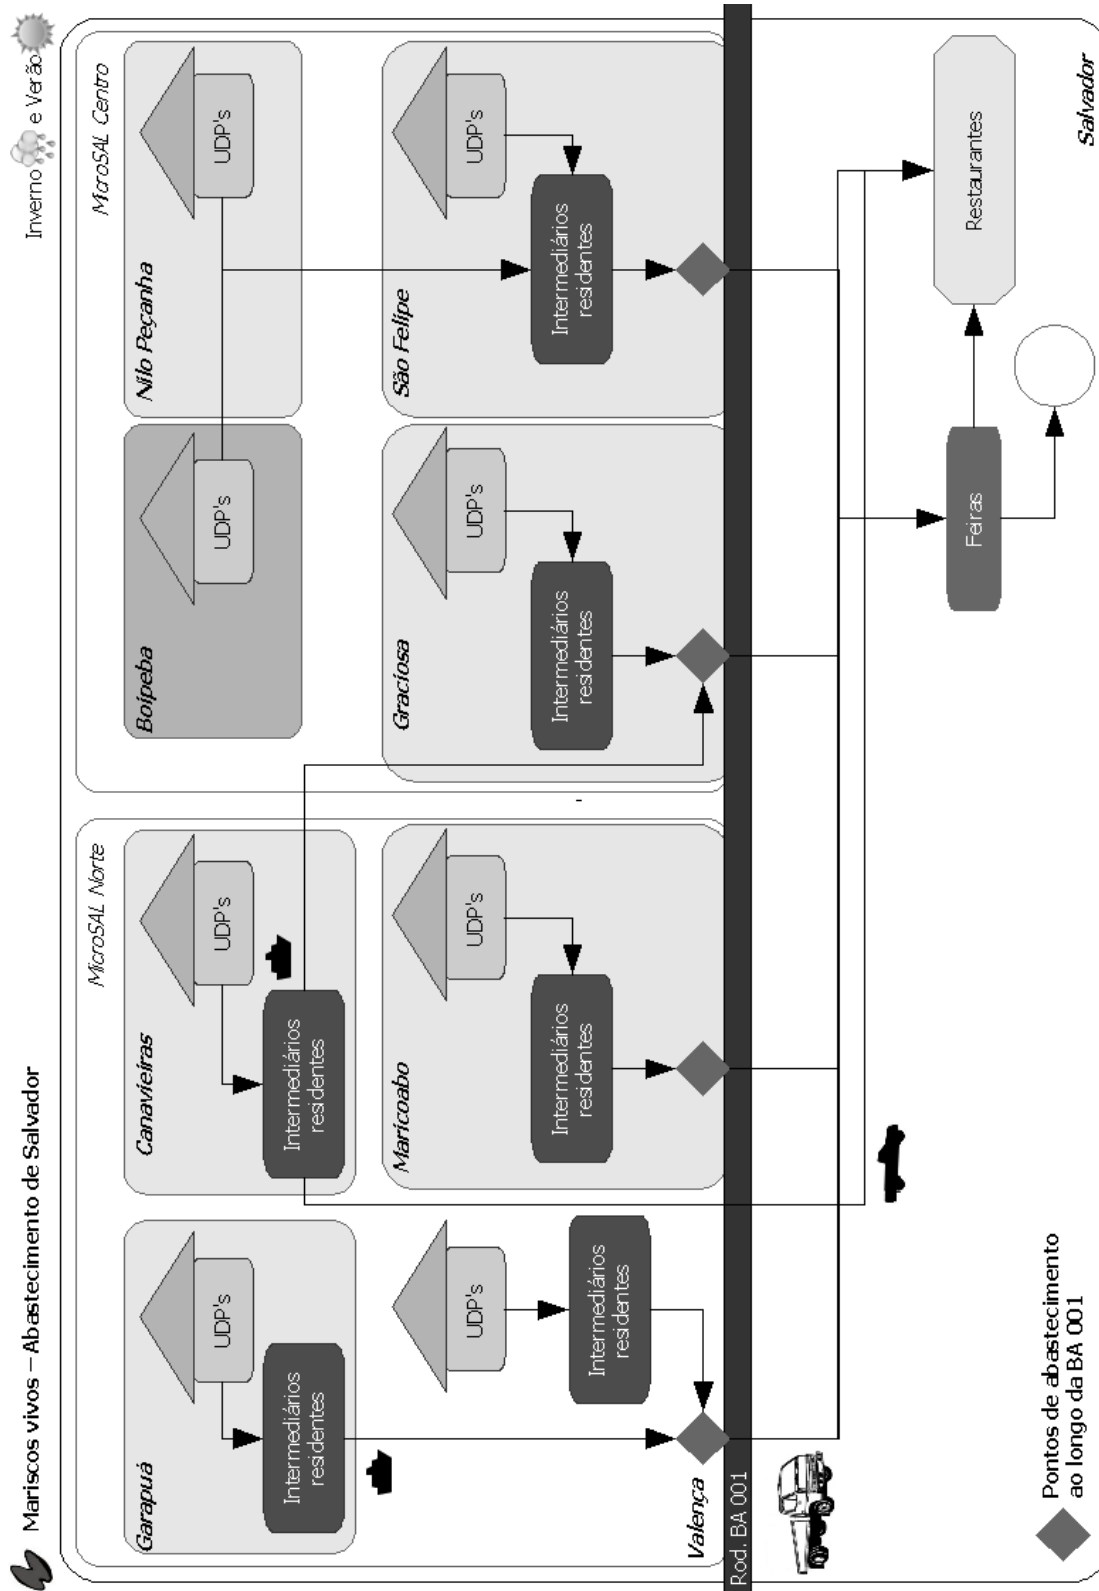 Mariscos vivos – Abastecimento de Salvador
Inverno e Verão
MicroSAL Norte
McroSAL Centro
Garapuá
UDP's
Intermediários
residentes
Canavieiras
UDP's
Intermediários
residentes
Boipeba
UDP's
Nilo Peçanha
UDP's
Valença
UDP's
Intermediários
residentes
Maricoabo
UDP's
Intermediários
residentes
Graciosa
UDP's
Intermediários
residentes
São Felipe
UDP's
Intermediários
residentes
Rod. BA 001
Feiras
Restaurantes
Pontos de abastecimento
ao longo da BA 001
Salvador